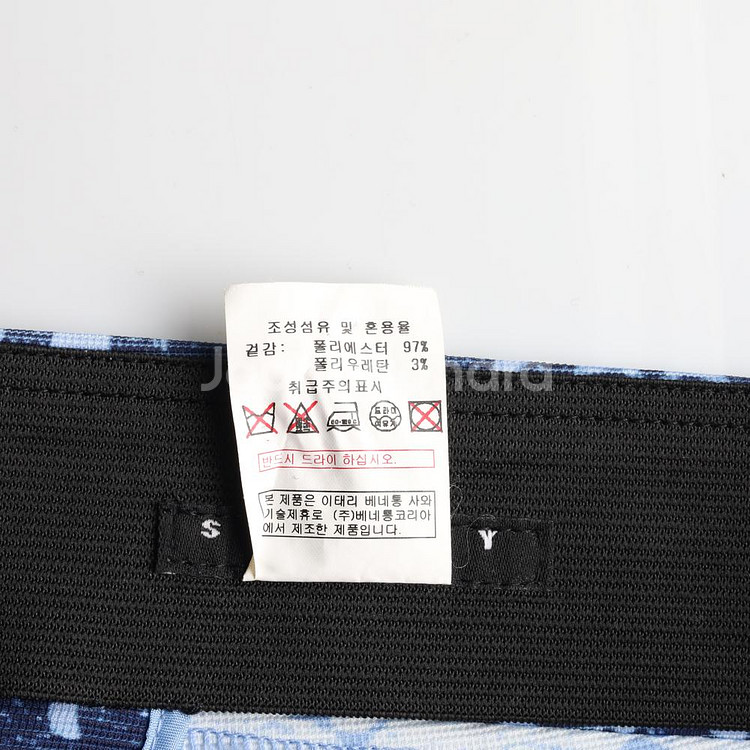 조성섬유 및 혼용율
겉감: 폴리에스터 97%
폴리우레탄 3%
취급주의표시
드라이
반드시 드라이 하십시오.
본 제품은 이태리 베네통 사와
기술제휴로 (주)베네통코리아
에서 제조한 제품입니다.
S Y